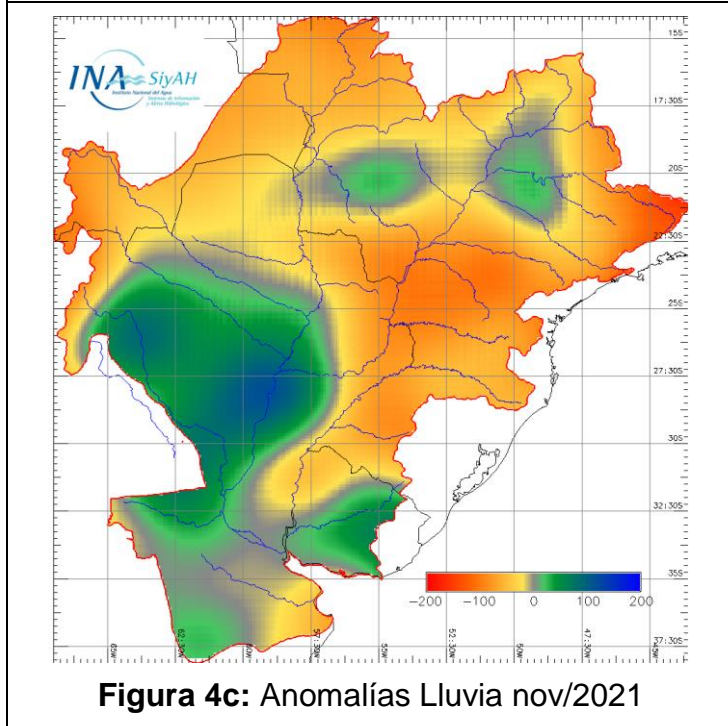 INA SiyAH
Instituto Nacional del Agua
Sistemas de Información
y Alerta Hidrológico
15S
17:30S
20S
22:30S
25S
27:30S
30S
32:30S
35S
37:30S
65W
62:30W
60W
57:30W
55W
52:30W
50W
47:30W
45W
-200 -100 0 100 200
Figura 4c: Anomalías Lluvia nov/2021